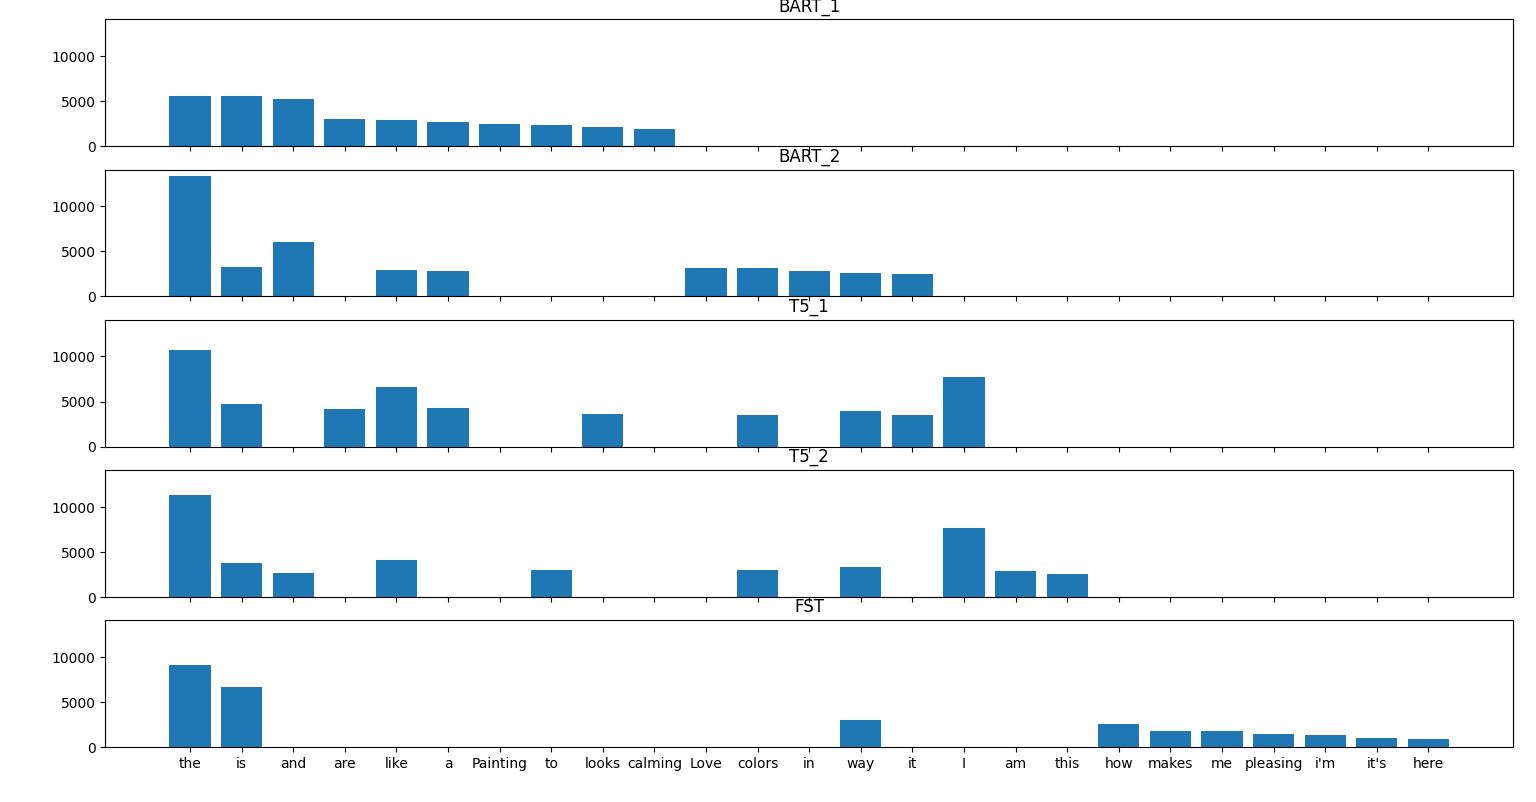 BART_1
10000
5000
0
BART_2
10000
5000
0
T5_1
10000
5000
0
T5_2
10000
5000
0
FST
10000
5000
0
the is and are like a Painting to looks calming Love colors in way it I am this how makes me pleasing i'm it's here